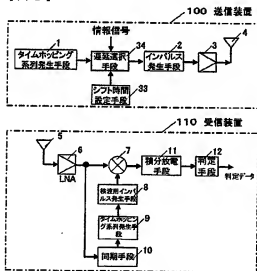 100 送信装置
情報信号
1
34
2
3
4
タイムホッピング
系列発生手段
遅延選択
手段
インパルス
発生手段
33
シフト時間
設定手段
110 受信装置
5
6
7
11
12
LNA
積分放電
手段
判定
手段
判定データ
8
検波用インパ
ルス発生手段
9
タイムホッピン
グ系列発生手
段
10
同期手段